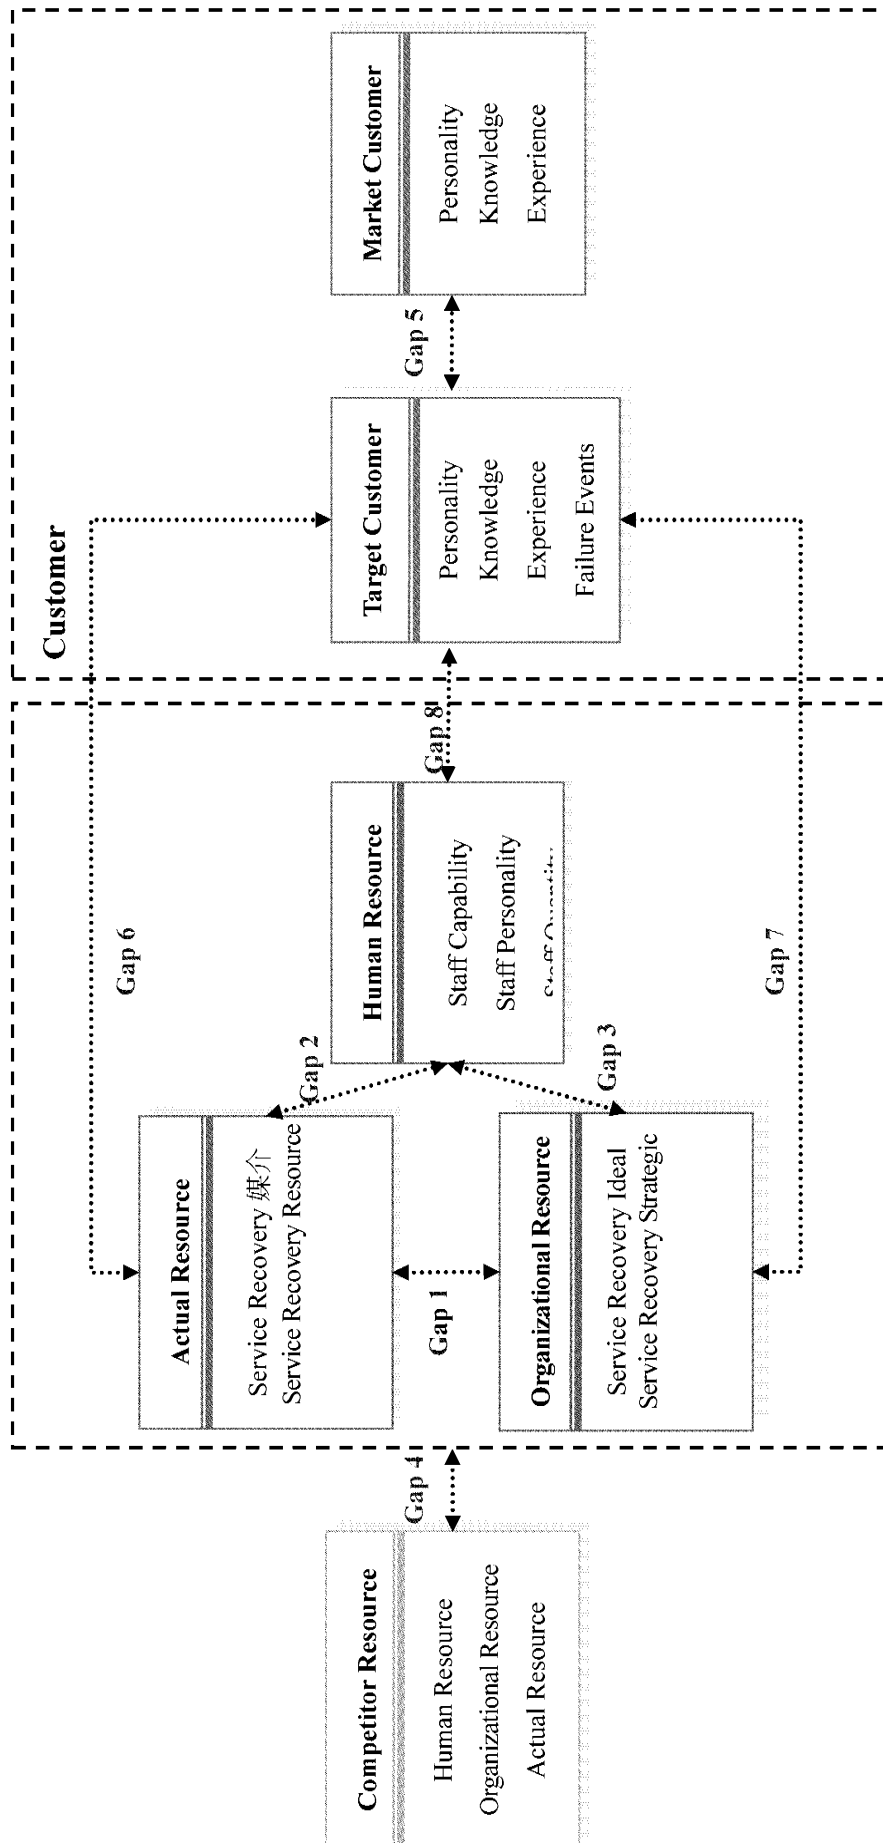 Competitor Resource
Human Resource
Organizational Resource
Actual Resource
Gap 4
Actual Resource
Service Recovery 媒介
Service Recovery Resource
Gap 1
Organizational Resource
Service Recovery Ideal
Service Recovery Strategic
Gap 2
Gap 3
Human Resource
Staff Capability
Staff Personality
Staff Quantity
Gap 6
Gap 7
Gap 8
Customer
Target Customer
Personality
Knowledge
Experience
Failure Events
Gap 5
Market Customer
Personality
Knowledge
Experience